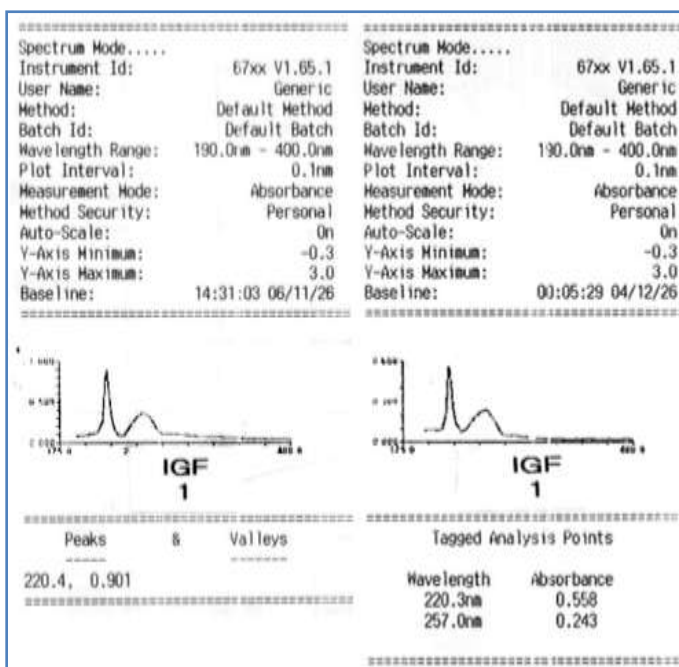 Spectrum Mode.....
Instrument Id: 67xx V1.65.1
User Name: Generic
Method: Default Method
Batch Id: Default Batch
Wavelength Range: 190.0nm - 400.0nm
Plot Interval: 0.1nm
Measurement Mode: Absorbance
Method Security: Personal
Auto-Scale: On
Y-Axis Minimum: -0.3
Y-Axis Maximum: 3.0
Baseline: 14:31:03 06/11/26
IGF
1
Peaks & Valleys
220.4, 0.901
Spectrum Mode.....
Instrument Id: 67xx V1.65.1
User Name: Generic
Method: Default Method
Batch Id: Default Batch
Wavelength Range: 190.0nm - 400.0nm
Plot Interval: 0.1nm
Measurement Mode: Absorbance
Method Security: Personal
Auto-Scale: On
Y-Axis Minimum: -0.3
Y-Axis Maximum: 3.0
Baseline: 00:05:29 04/12/26
IGF
1
Tagged Analysis Points
Wavelength Absorbance
220.3nm 0.558
257.0nm 0.243